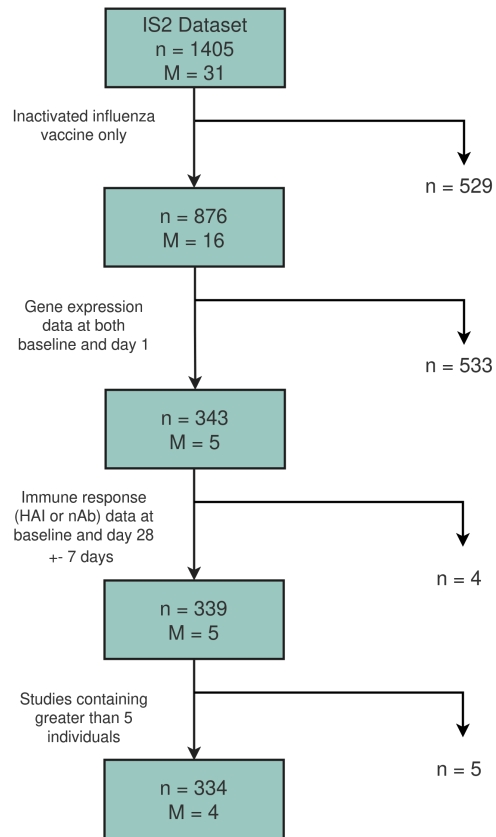 IS2 Dataset
n = 1405
M = 31
Inactivated influenza
vaccine only
n = 529
n = 876
M = 16
Gene expression
data at both
baseline and day 1
n = 533
n = 343
M = 5
Immune response
(HAI or nAb) data at
baseline and day 28
+- 7 days
n = 4
n = 339
M = 5
Studies containing
greater than 5
individuals
n = 5
n = 334
M = 4